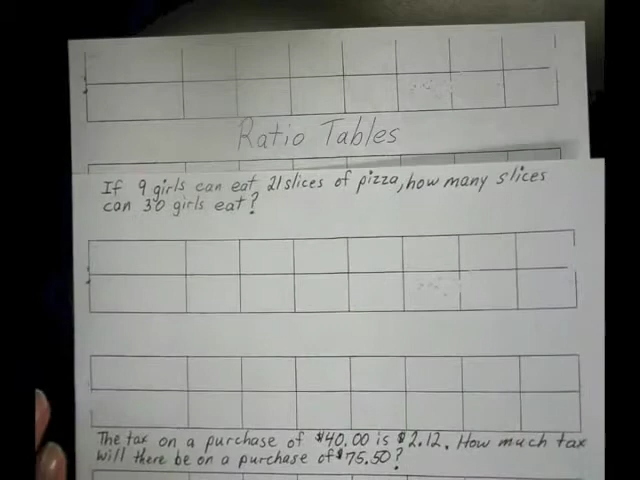 Ratio Tables
If 9 girls can eat 21 slices of pizza, how many slices
can 30 girls eat?
The tax on a purchase of $40.00 is $2.12. How much tax
will there be on a purchase of $75.50?